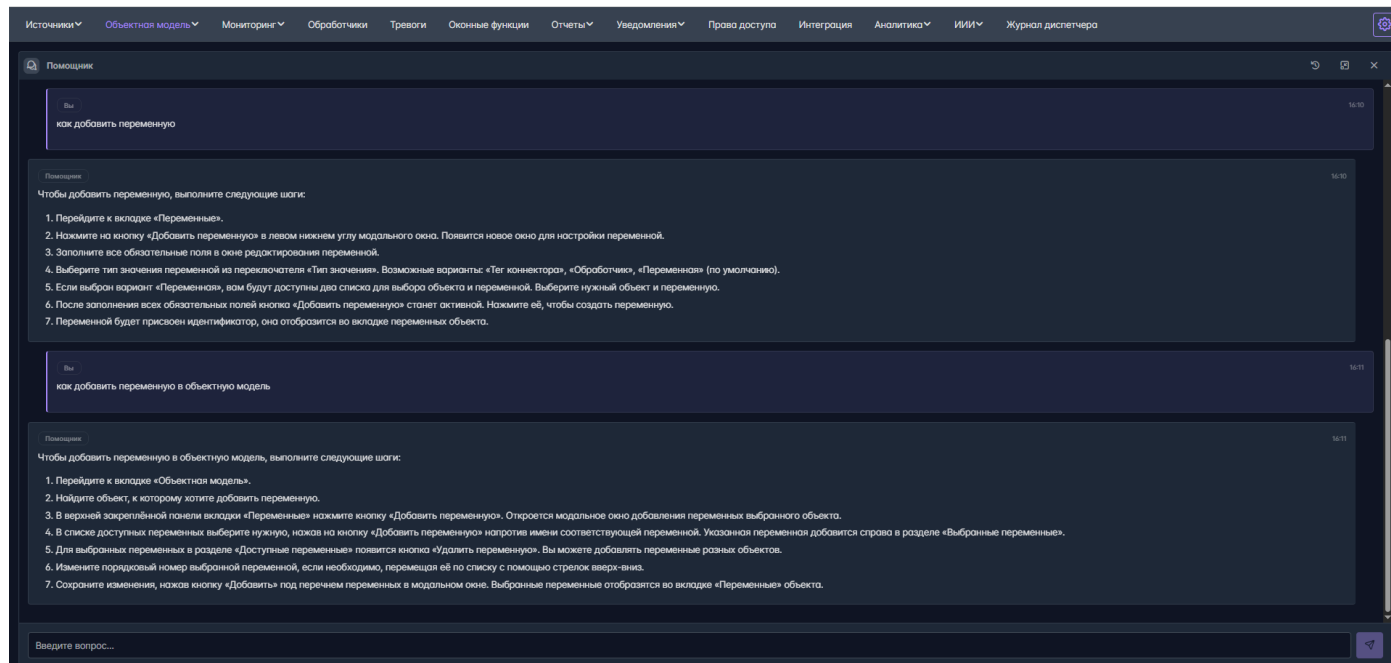 Источники Объектная модель Мониторинг Обработчики Тревоги Оконные функции Отчеты Уведомления Права доступа Интеграция Аналитика ИИИ Журнал диспетчера
Помощник
Вы 16:10
как добавить переменную
Помощник 16:10
Чтобы добавить переменную, выполните следующие шаги:
1. Перейдите к вкладке «Переменные».
2. Нажмите на кнопку «Добавить переменную» в левом нижнем углу модального окна. Появится новое окно для настройки переменной.
3. Заполните все обязательные поля в окне редактирования переменной.
4. Выберите тип значения переменной из переключателя «Тип значения». Возможные варианты: «Тег коннектора», «Обработчик», «Переменная» (по умолчанию).
5. Если выбран вариант «Переменная», вам будут доступны два списка для выбора объекта и переменной. Выберите нужный объект и переменную.
6. После заполнения всех обязательных полей кнопка «Добавить переменную» станет активной. Нажмите её, чтобы создать переменную.
7. Переменной будет присвоен идентификатор, она отобразится во вкладке переменных объекта.
Вы 16:11
как добавить переменную в объектную модель
Помощник 16:11
Чтобы добавить переменную в объектную модель, выполните следующие шаги:
1. Перейдите к вкладке «Объектная модель».
2. Найдите объект, к которому хотите добавить переменную.
3. В верхней закреплённой панели вкладки «Переменные» нажмите кнопку «Добавить переменную». Откроется модальное окно добавления переменных выбранного объекта.
4. В списке доступных переменных выберите нужную, нажав на кнопку «Добавить переменную» напротив имени соответствующей переменной. Указанная переменная добавится справа в разделе «Выбранные переменные».
5. Для выбранных переменных в разделе «Доступные переменные» появится кнопка «Удалить переменную». Вы можете добавлять переменные разных объектов.
6. Измените порядковый номер выбранной переменной, если необходимо, перемещая её по списку с помощью стрелок вверх-вниз.
7. Сохраните изменения, нажав кнопку «Добавить» под перечнем переменных в модальном окне. Выбранные переменные отобразятся во вкладке «Переменные» объекта.
Введите вопрос...